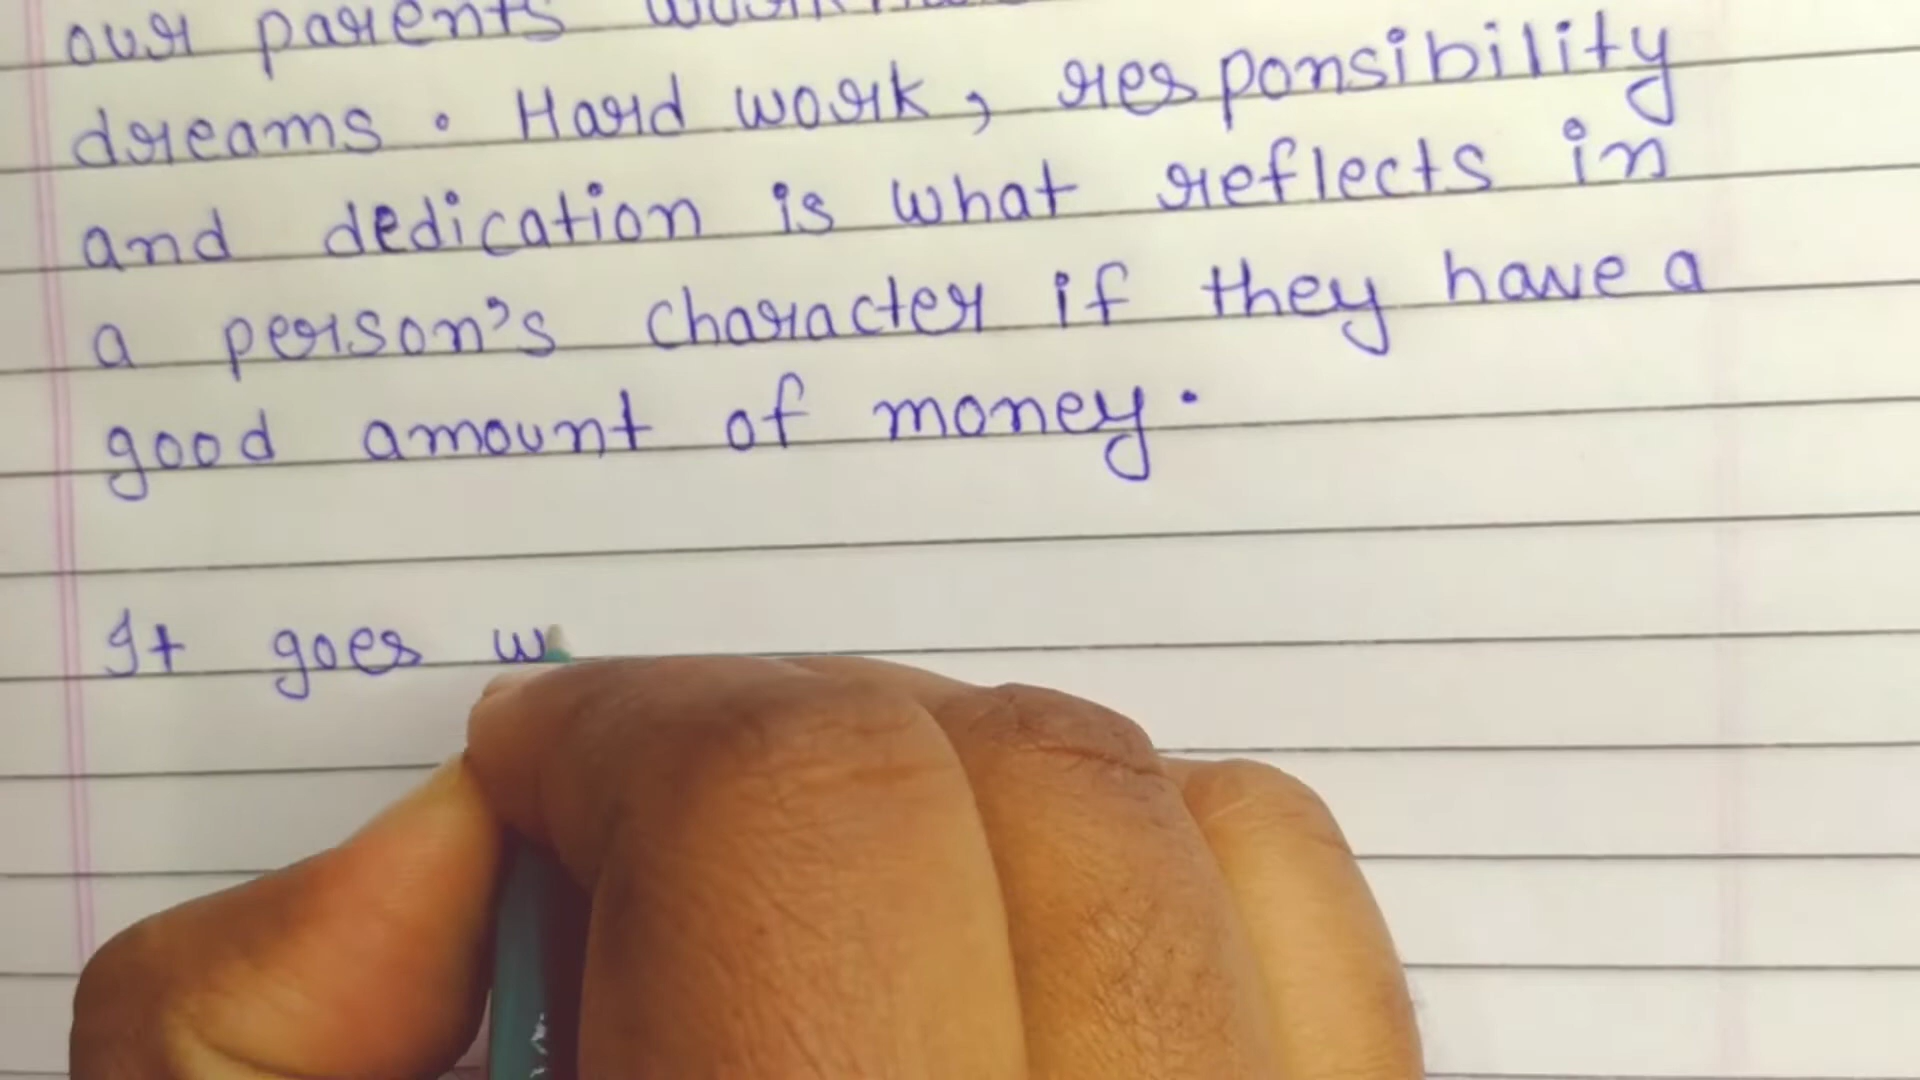 our parents work
dreams. Hard work, responsibility
and dedication is what reflects in
a person's character if they have a
good amount of money.
It goes w